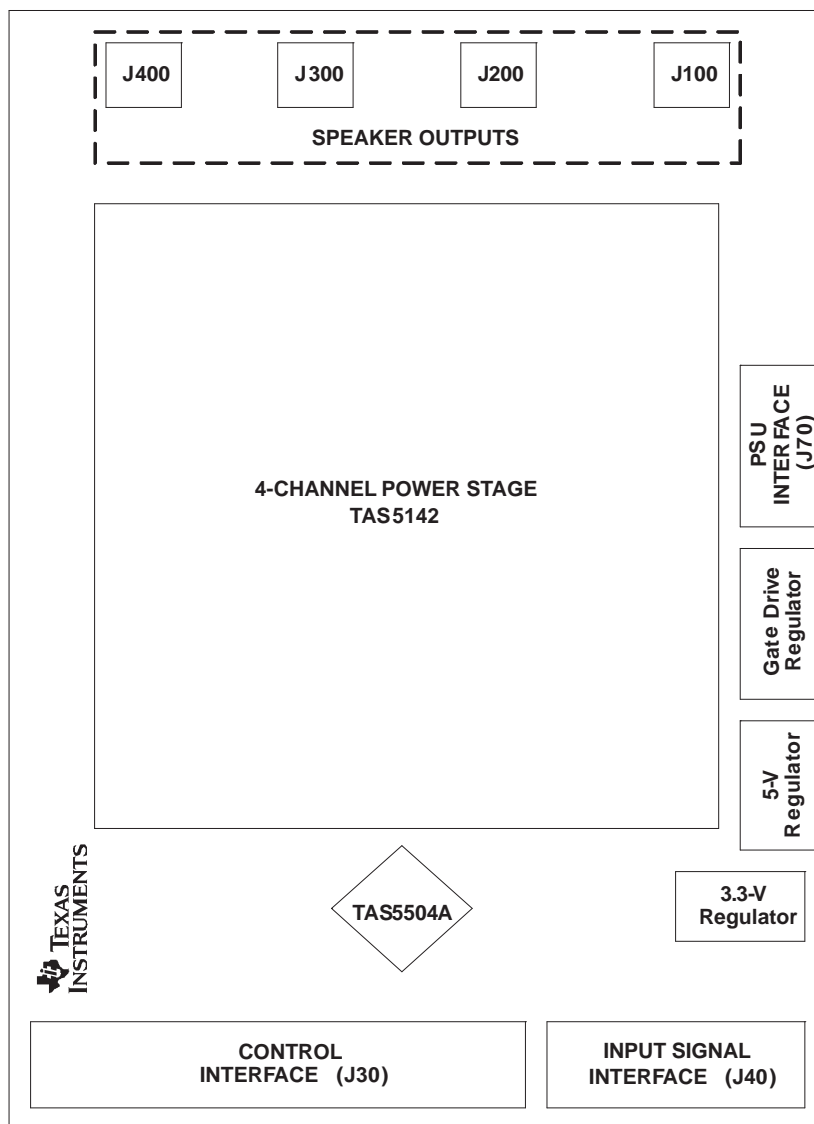 J400
J300
J200
J100
SPEAKER OUTPUTS
4-CHANNEL POWER STAGE
TAS5142
PSU
INTERFACE
(J70)
Gate Drive
Regulator
5-V
Regulator
TEXAS
INSTRUMENTS
TAS5504A
3.3-V
Regulator
CONTROL
INTERFACE (J30)
INPUT SIGNAL
INTERFACE (J40)